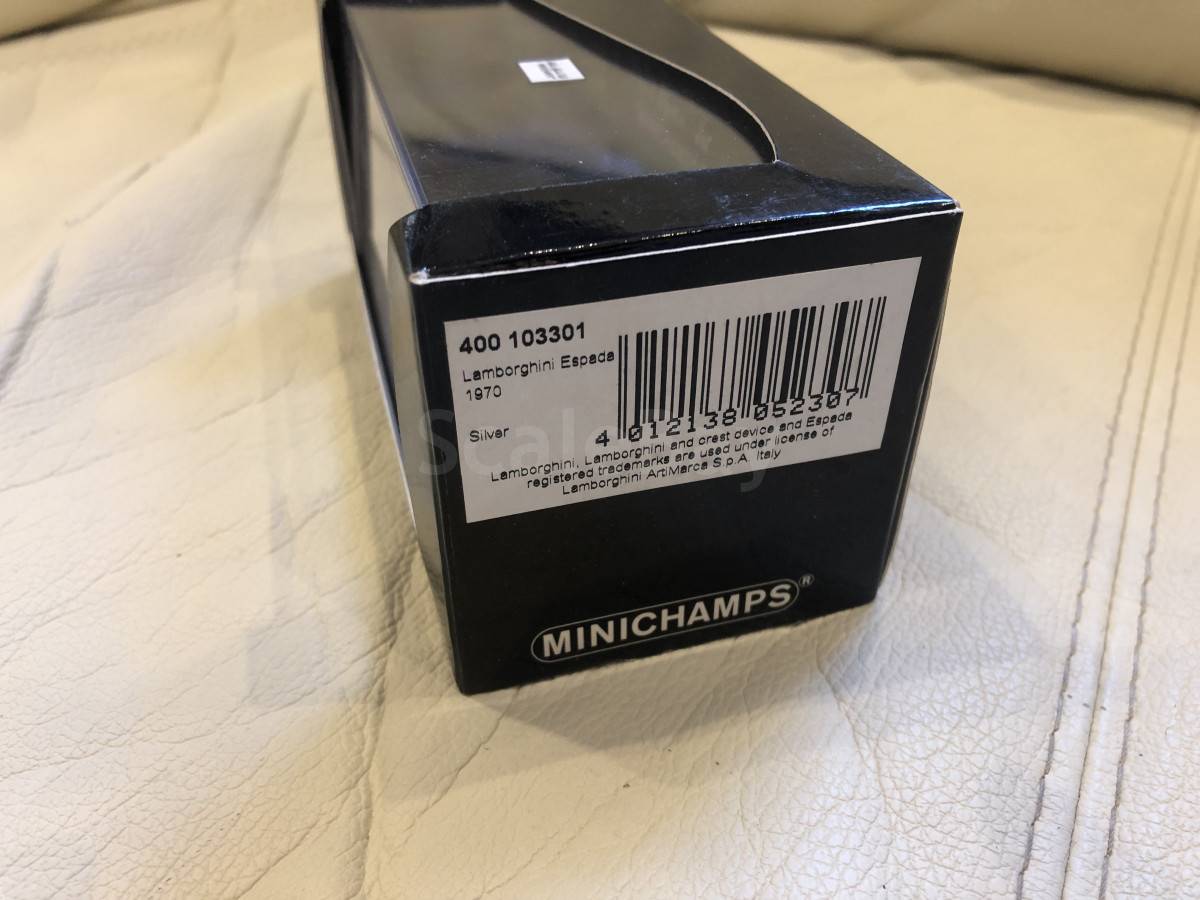 400 103301
Lamborghini Espada
1970
Silver
4 012138 052307
Lamborghini, Lamborghini and crest device and Espada
registered trademarks are used under license of
Lamborghini ArtiMarca S.p.A. Italy
MINICHAMPS®